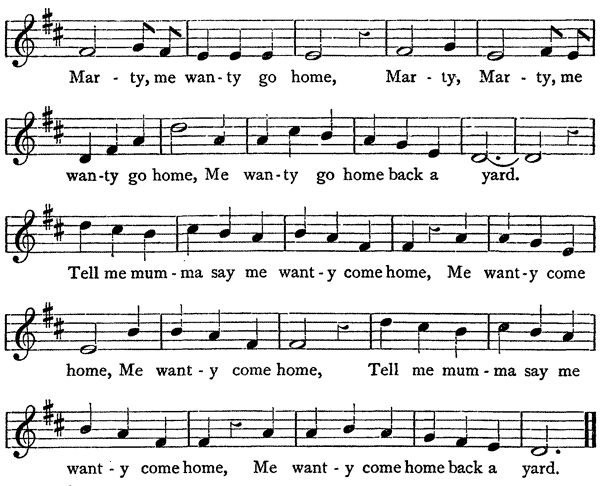 Mar - ty, me wan-ty go home, Mar - ty, Mar - ty, me
wan-ty go home, Me wan-ty go home back a yard.
Tell me mum-ma say me want-y come home, Me want-y come
home, Me want-y come home, Tell me mum-ma say me
want-y come home, Me want-y come home back a yard.